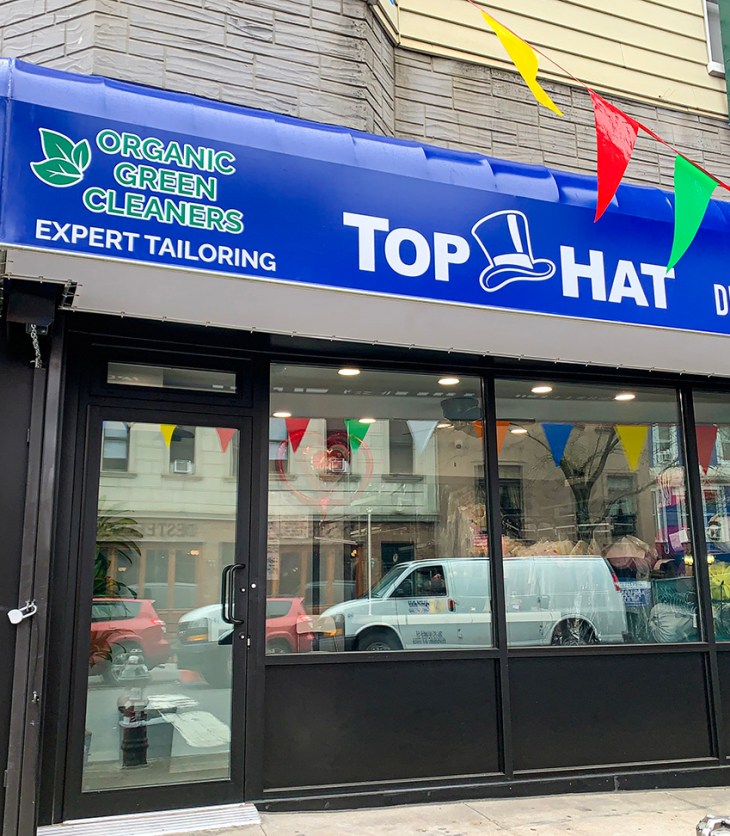 ORGANIC
GREEN
CLEANERS
EXPERT TAILORING
TOP HAT